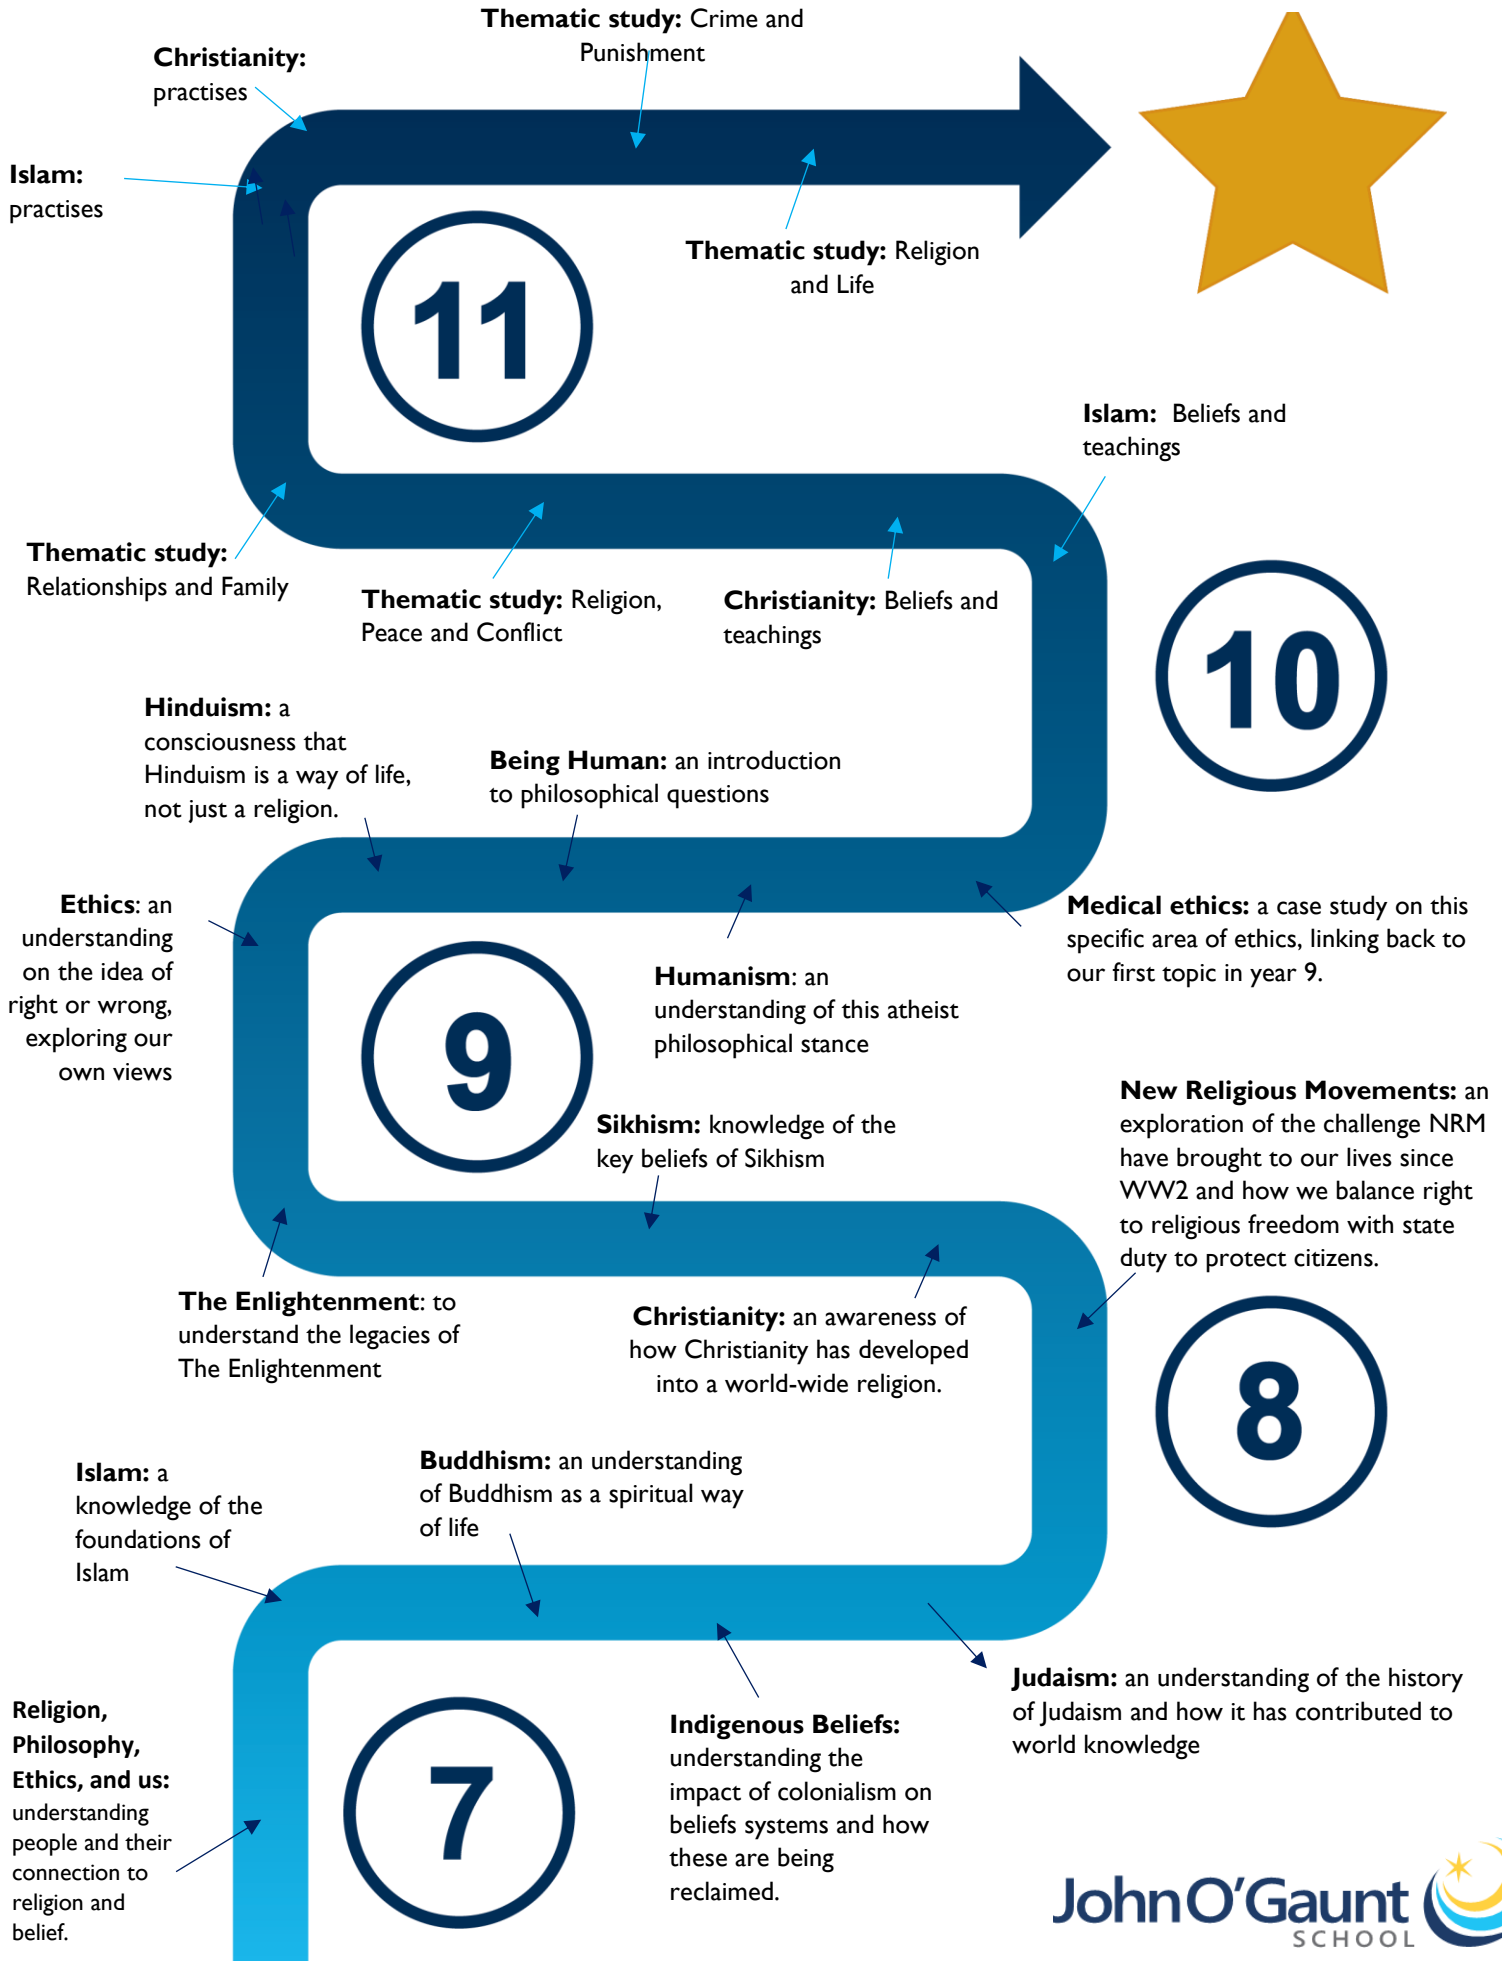 Thematic study: Crime and
Punishment
Christianity:
practises
Islam:
practises
Thematic study: Religion
and Life
11
Islam: Beliefs and
teachings
Thematic study:
Relationships and Family
Thematic study: Religion,
Peace and Conflict
Christianity: Beliefs and
teachings
10
Hinduism: a
consciousness that
Hinduism is a way of life,
not just a religion.
Being Human: an introduction
to philosophical questions
Ethics: an
understanding
on the idea of
right or wrong,
exploring our
own views
Humanism: an
understanding of this atheist
philosophical stance
Medical ethics: a case study on this
specific area of ethics, linking back to
our first topic in year 9.
9
Sikhism: knowledge of the
key beliefs of Sikhism
New Religious Movements: an
exploration of the challenge NRM
have brought to our lives since
WW2 and how we balance right
to religious freedom with state
duty to protect citizens.
The Enlightenment: to
understand the legacies of
The Enlightenment
Christianity: an awareness of
how Christianity has developed
into a world-wide religion.
8
Islam: a
knowledge of the
foundations of
Islam
Buddhism: an understanding
of Buddhism as a spiritual way
of life
Religion,
Philosophy,
Ethics, and us:
understanding
people and their
connection to
religion and
belief.
7
Indigenous Beliefs:
understanding the
impact of colonialism on
beliefs systems and how
these are being
reclaimed.
Judaism: an understanding of the history
of Judaism and how it has contributed to
world knowledge
John O'Gaunt
SCHOOL